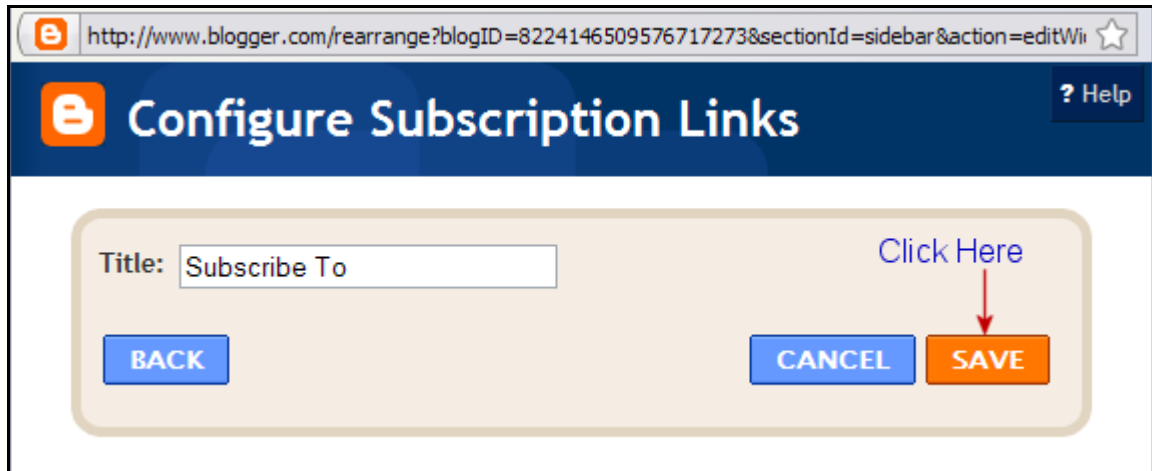 http://www.blogger.com/rearrange?blogID=8224146509576717273&sectionId=sidebar&action=editWi
? Help
Configure Subscription Links
Click Here
Title: Subscribe To
BACK CANCEL SAVE